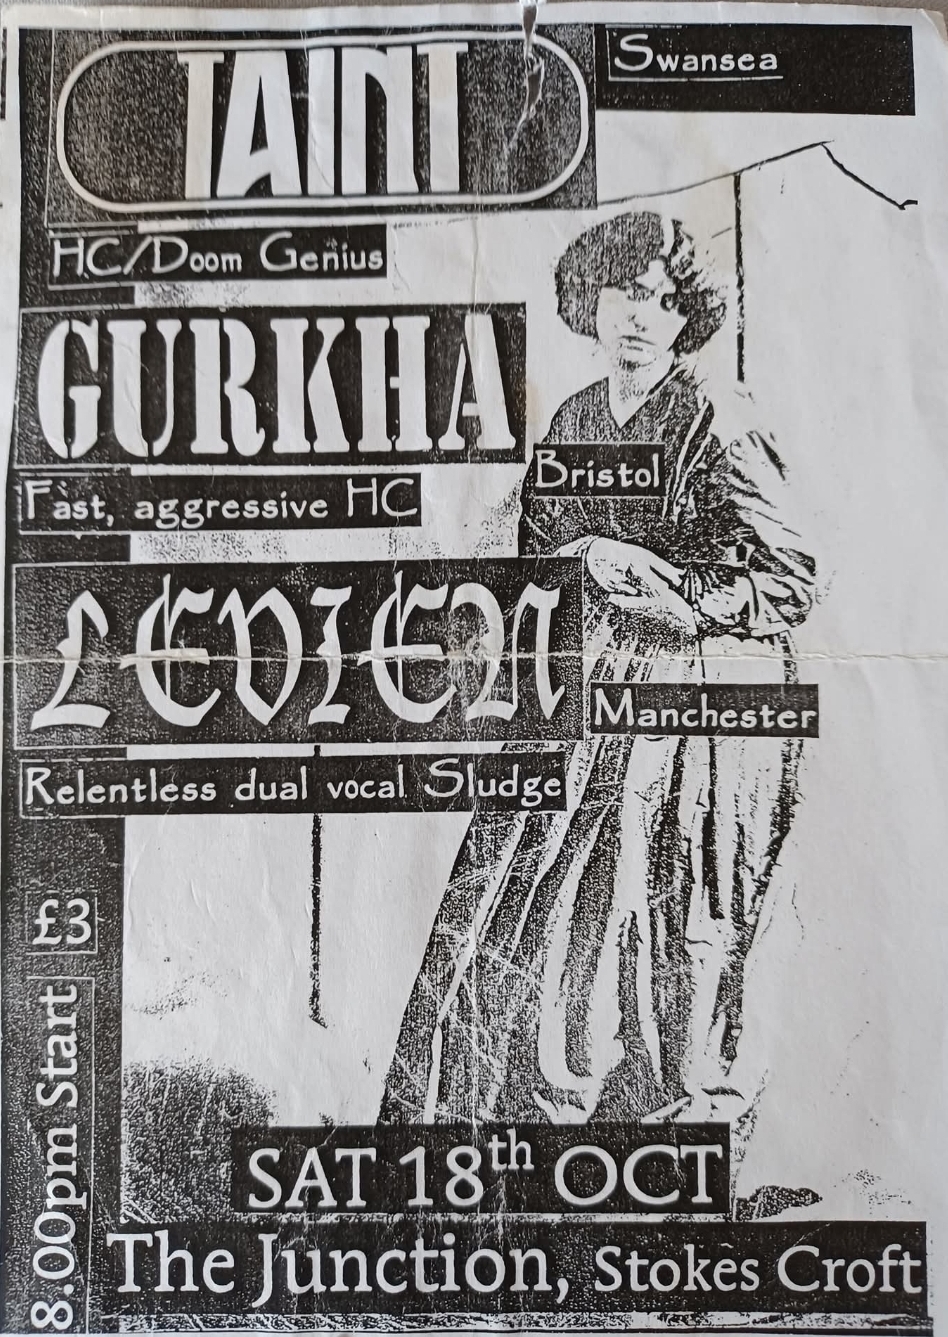 TAINT
Swansea
HC/Doom Genius
GURKHA
Bristol
Fast, aggressive HC
LEVIEN
Manchester
Relentless dual vocal Sludge
£3
8.00pm Start
SAT 18th OCT
The Junction, Stokes Croft